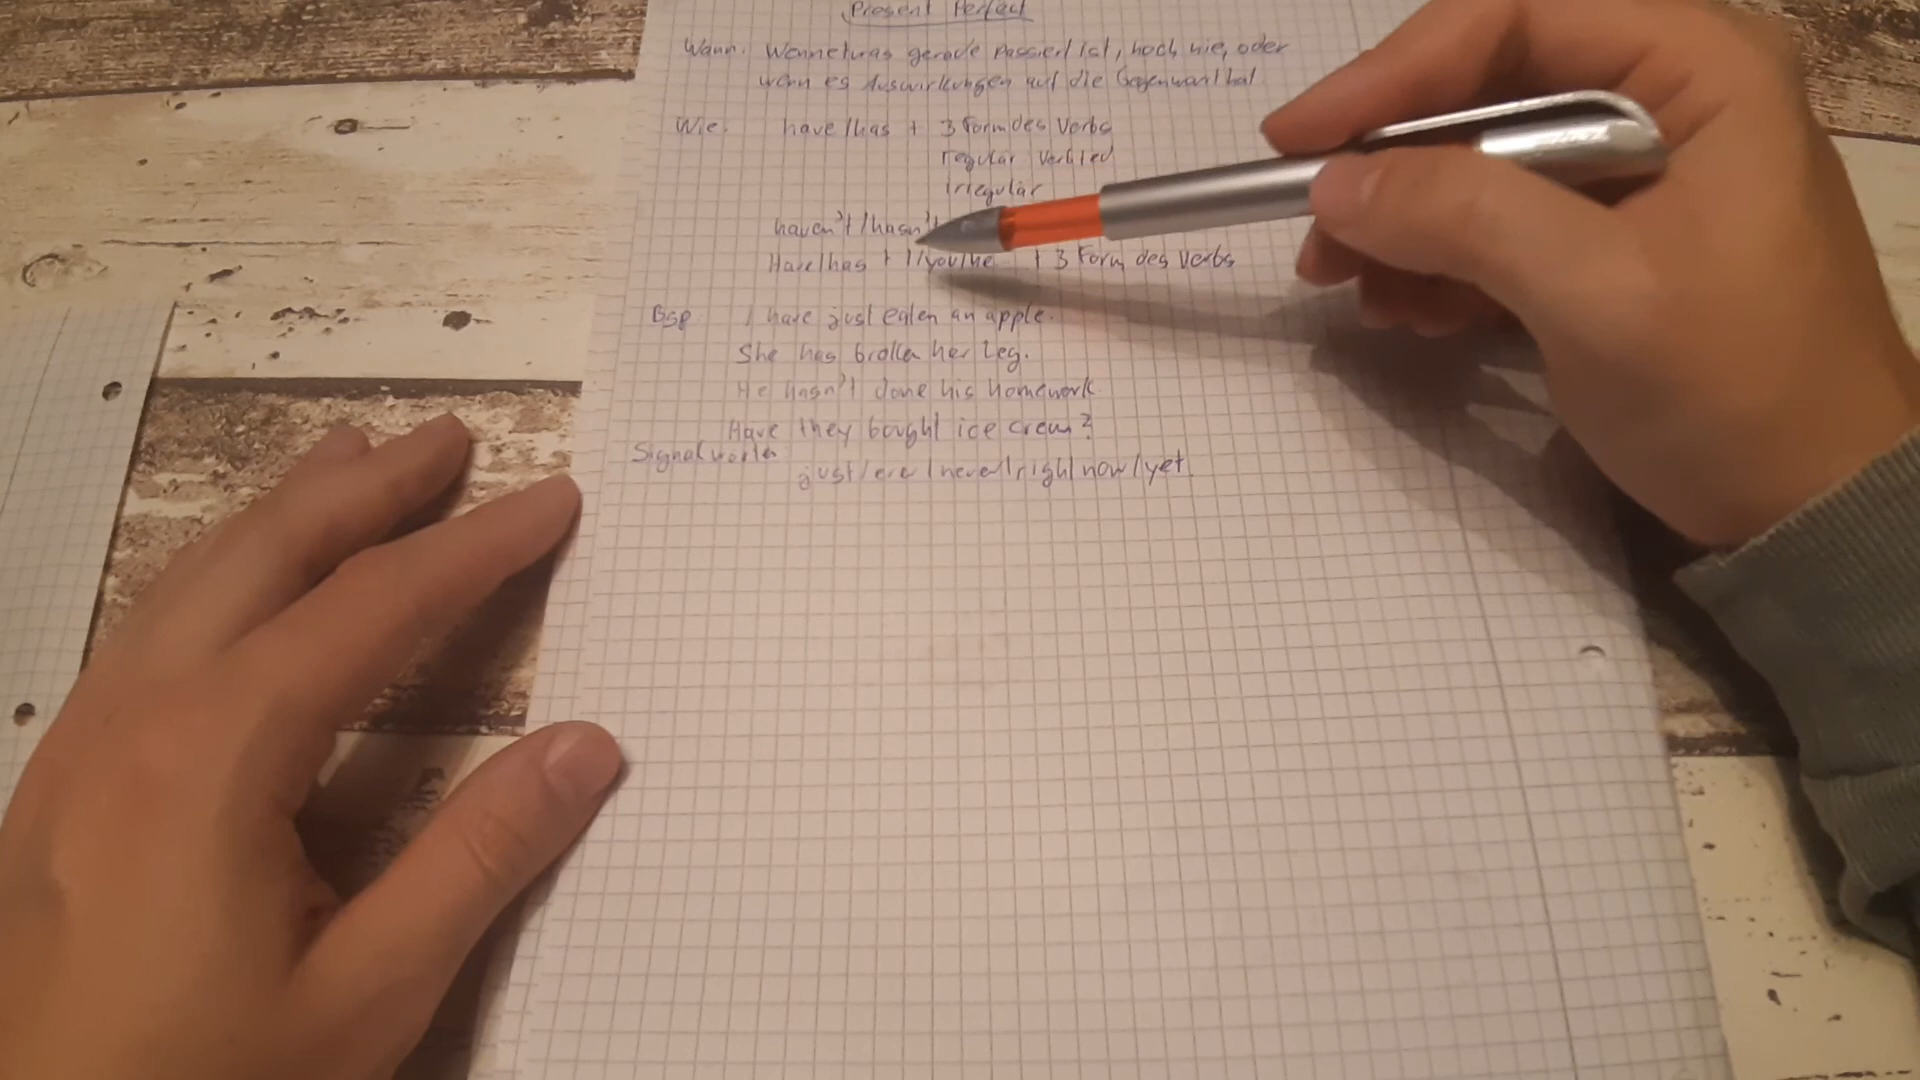 Present Perfect
Wann: Wenn etwas gerade passiert ist, noch nie, oder
wenn es Auswirkungen auf die Gegenwart hat
Wie: have/has + 3 Form des Verbs
regulär Verb+ed
irregulär
haven't/hasn't
Have/has + I/you/he + 3 Form des Verbs
Bsp I have just eaten an apple.
She has broken her leg.
He hasn't done his homework.
Have they bought ice cream?
Signalwörter
just/ever/never/right now/yet